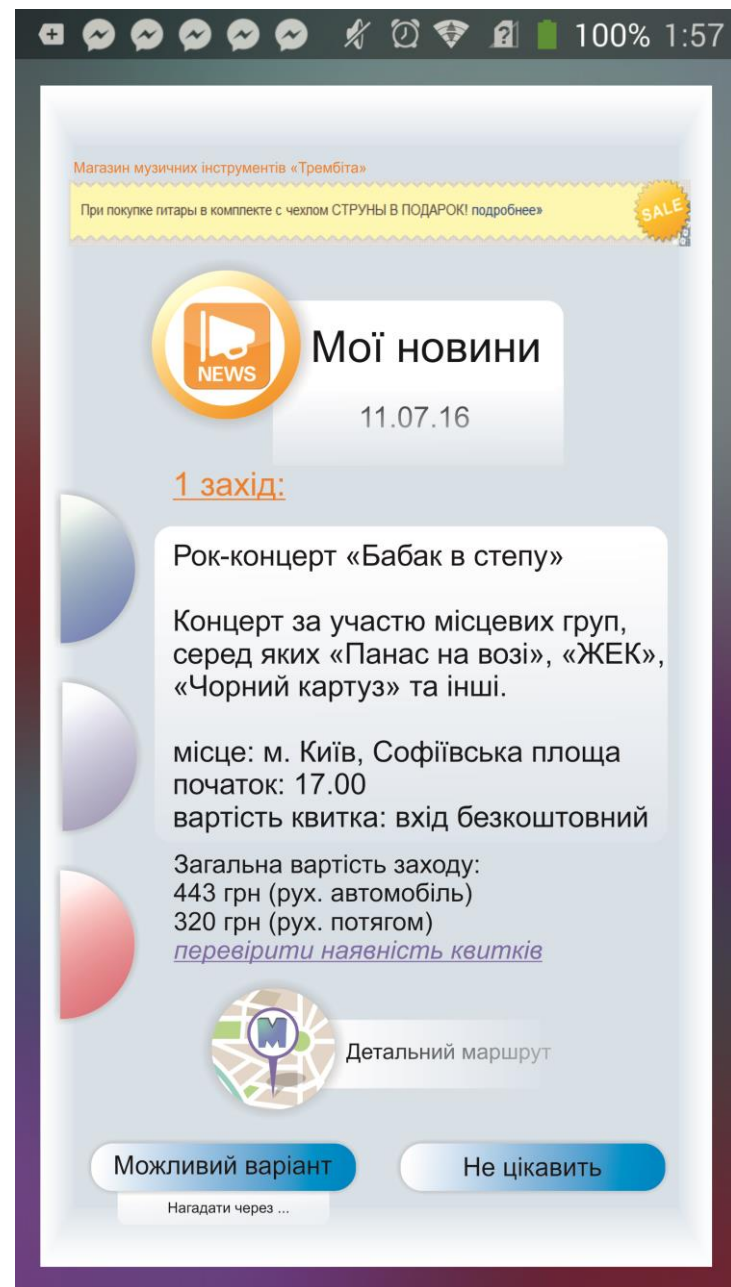 100% 1:57
Магазин музичних інструментів «Трембіта»
При покупке гитары в комплекте с чехлом СТРУНЫ В ПОДАРОК! подробнее»
SALE
NEWS
Мої новини
11.07.16
1 захід:
Рок-концерт «Бабак в степу»
Концерт за участю місцевих груп,
серед яких «Панас на возі», «ЖЕК»,
«Чорний картуз» та інші.
місце: м. Київ, Софіївська площа
початок: 17.00
вартість квитка: вхід безкоштовний
Загальна вартість заходу:
443 грн (рух. автомобіль)
320 грн (рух. потягом)
перевірити наявність квитків
М
Детальний маршрут
Можливий варіант
Не цікавить
Нагадати через ...